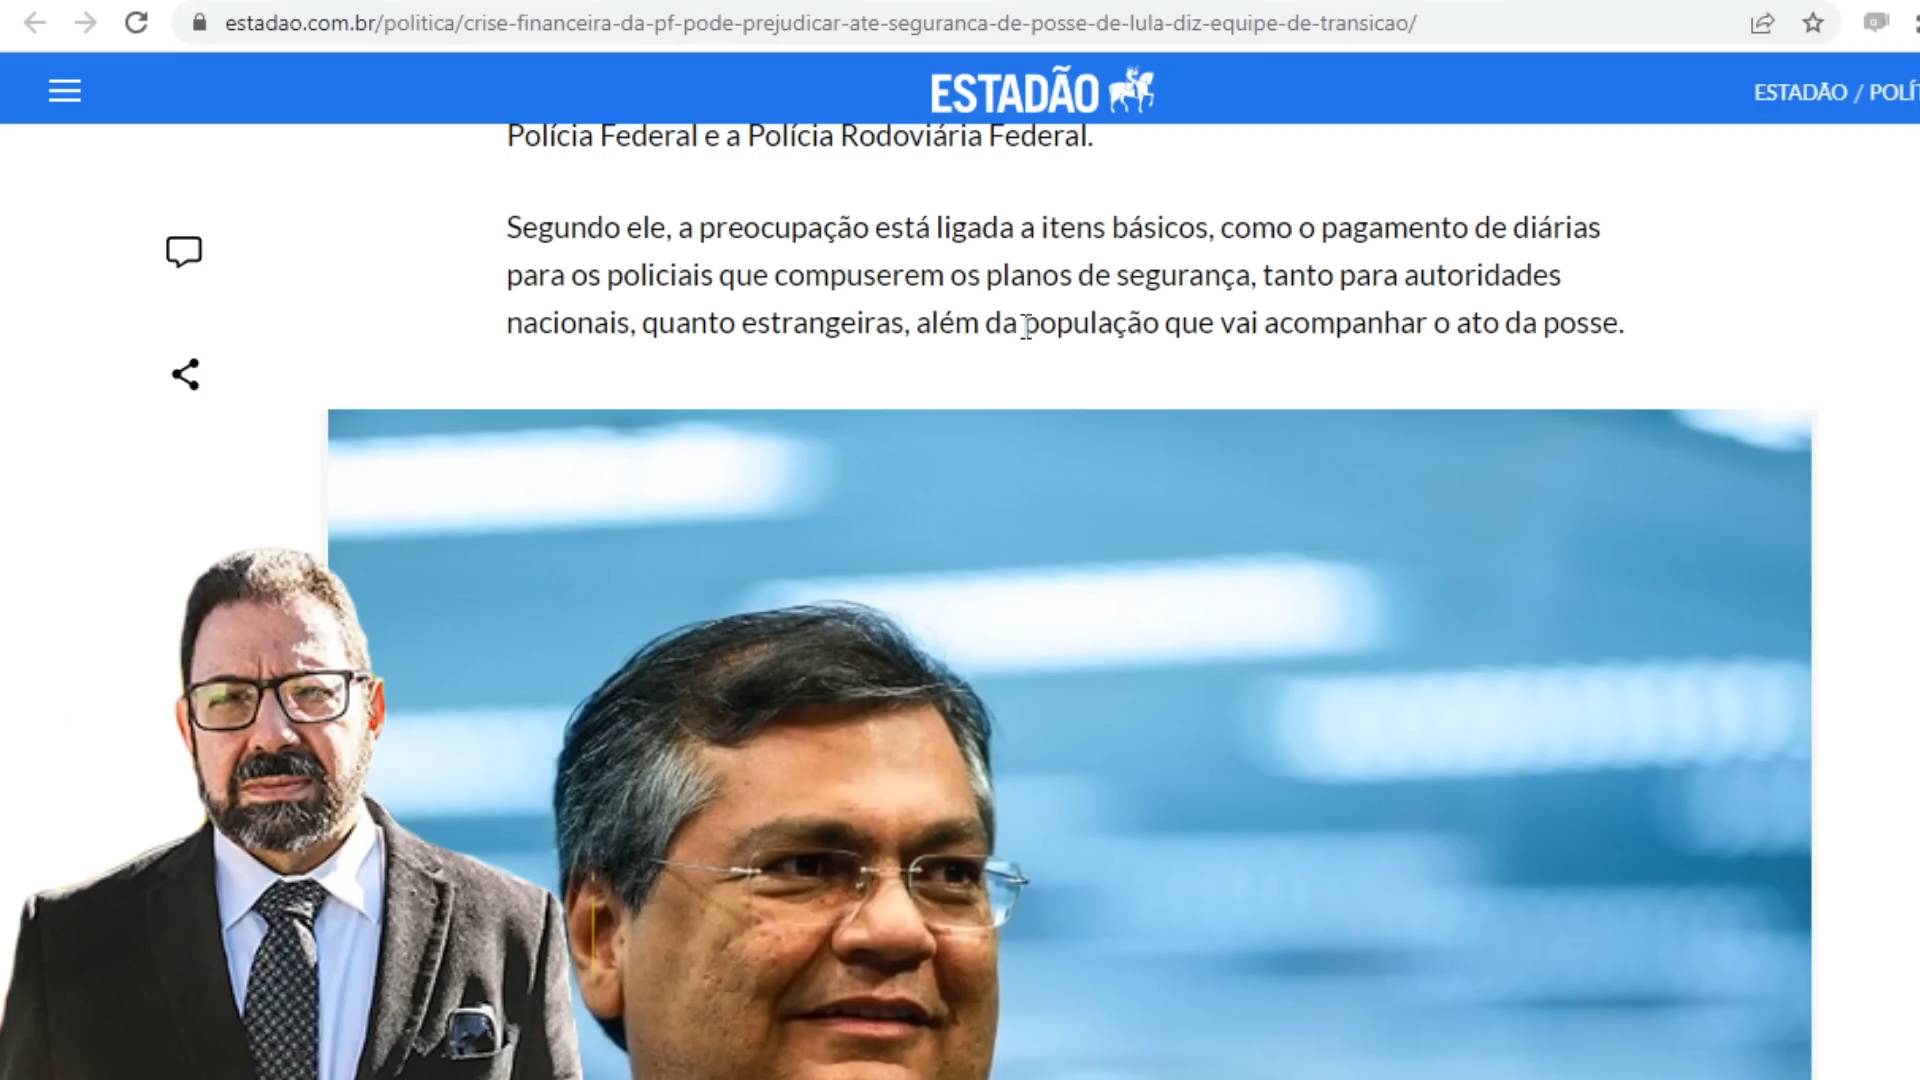 estadao.com.br/politica/crise-financeira-da-pf-pode-prejudicar-ate-seguranca-de-posse-de-lula-diz-equipe-de-transicao/
ESTADÃO
ESTADÃO / POLÍT
Polícia Federal e a Polícia Rodoviária Federal.
Segundo ele, a preocupação está ligada a itens básicos, como o pagamento de diárias
para os policiais que compuserem os planos de segurança, tanto para autoridades
nacionais, quanto estrangeiras, além da população que vai acompanhar o ato da posse.